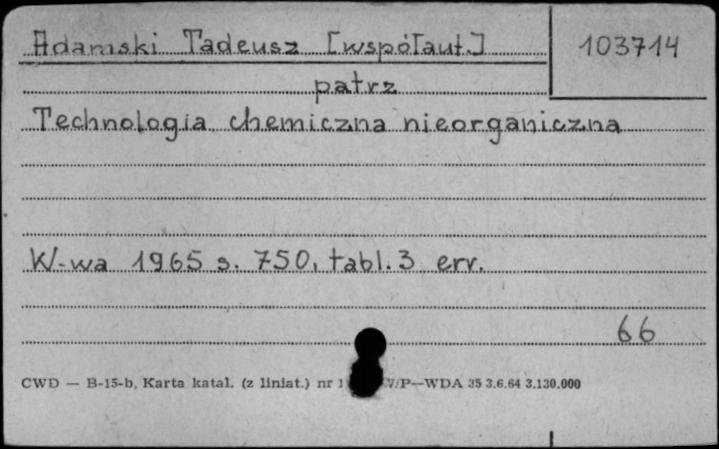 Adamski Tadeusz [współaut.]
103714
patrz
Technologia chemiczna nieorganiczna
W-wa 1965 s. 750, tabl. 3 err.
66
CWD — B-15-b, Karta katal. (z liniat.) nr 1 V/P—WDA 35 3.6.64 3.130.000